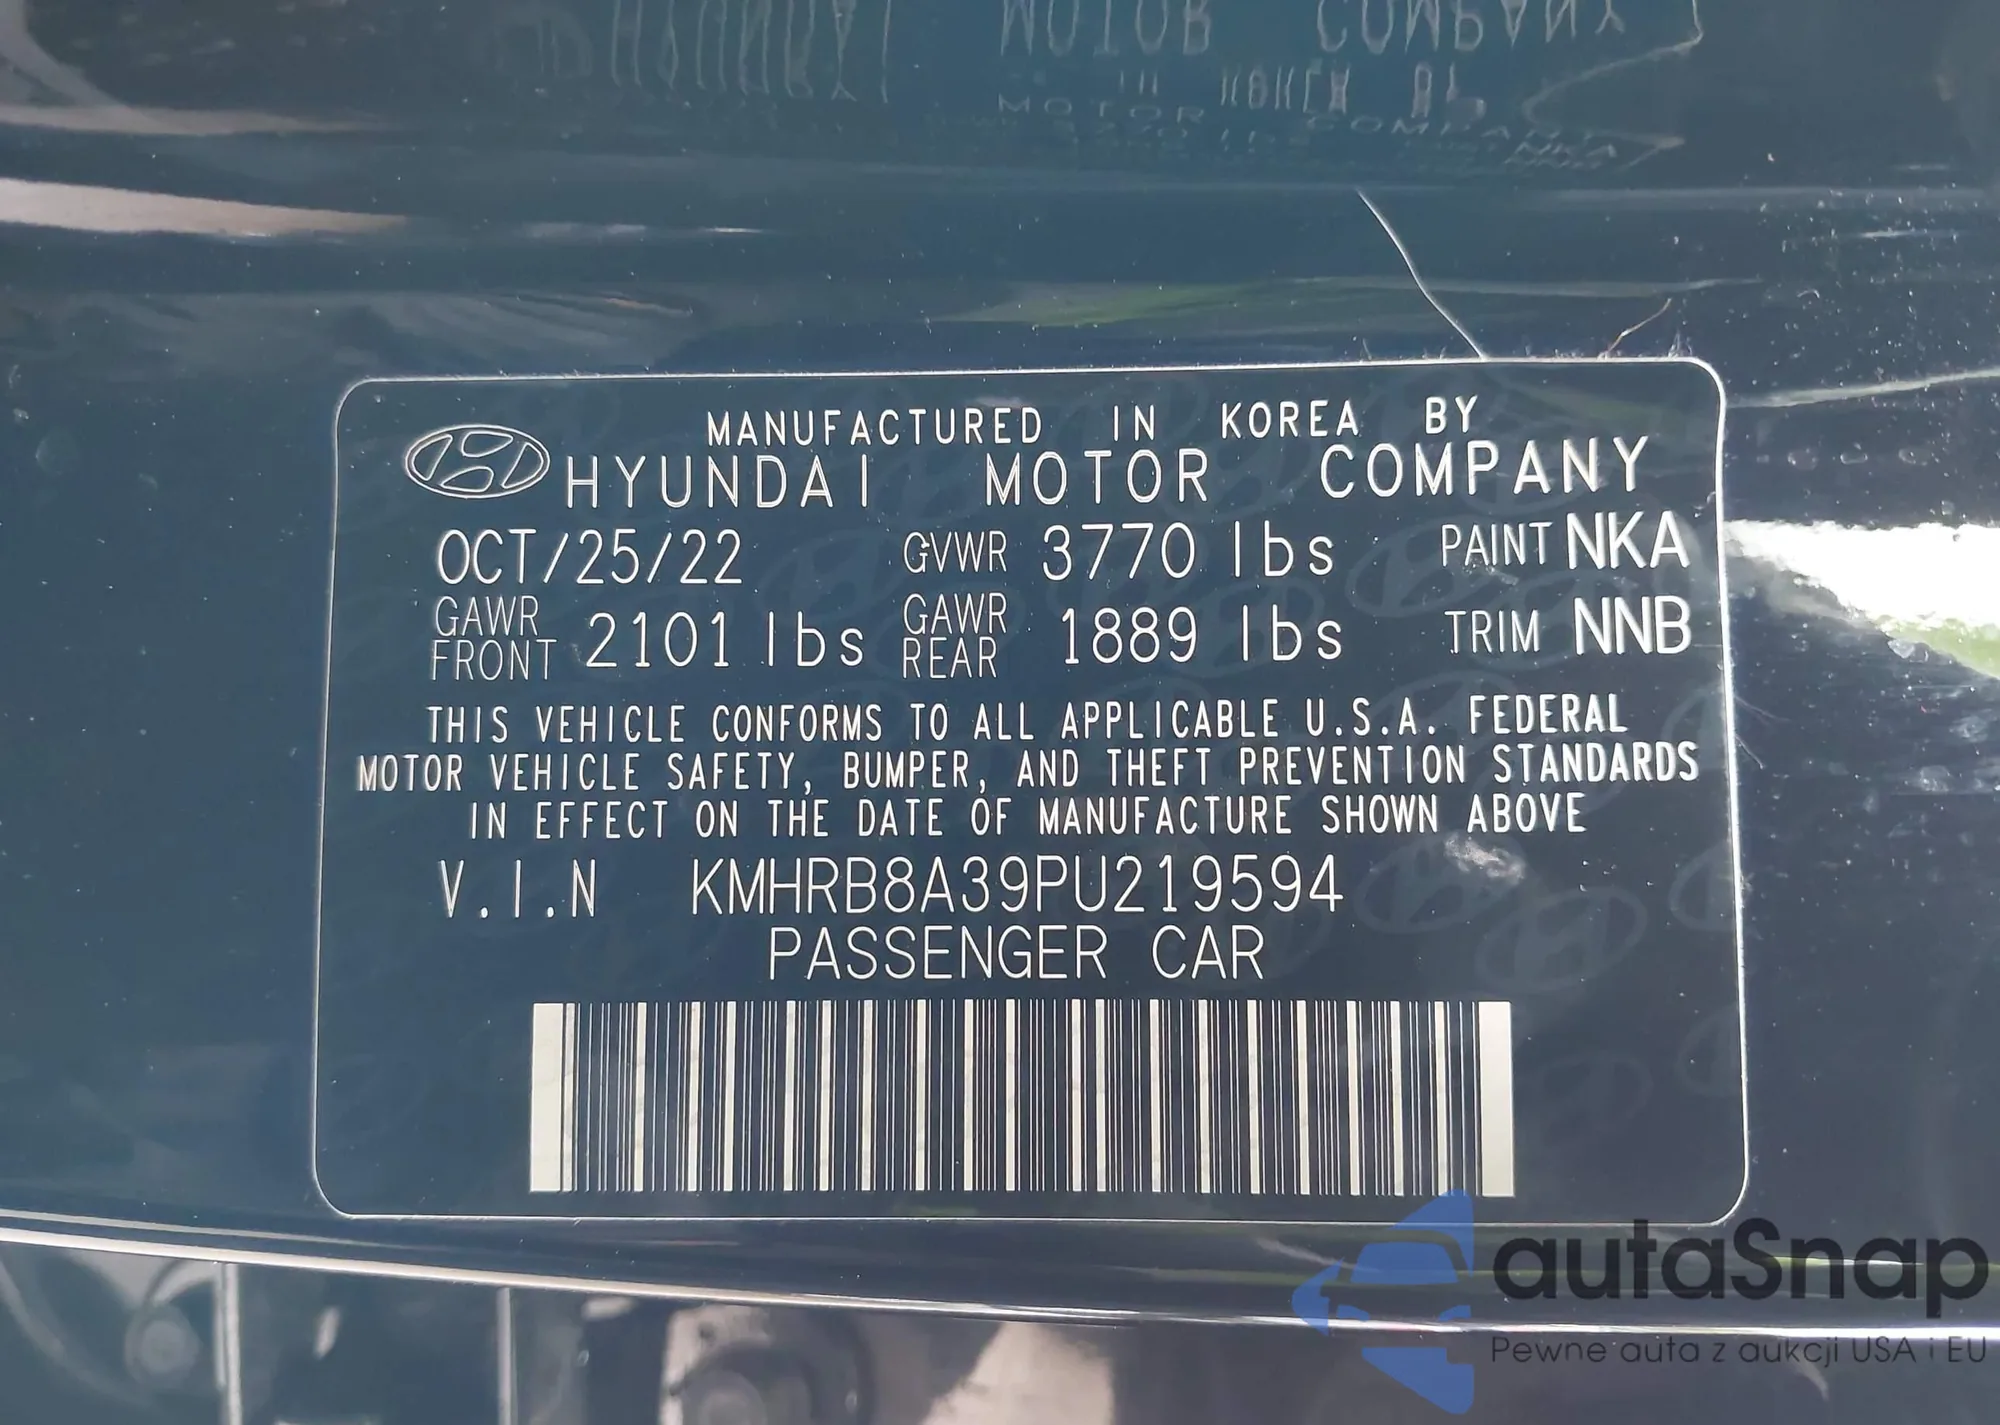 MANUFACTURED IN KOREA BY
HYUNDAI MOTOR COMPANY
OCT/25/22 GVWR 3770 lbs PAINT NKA
GAWR FRONT 2101 lbs GAWR REAR 1889 lbs TRIM NNB
THIS VEHICLE CONFORMS TO ALL APPLICABLE U.S.A. FEDERAL
MOTOR VEHICLE SAFETY, BUMPER, AND THEFT PREVENTION STANDARDS
IN EFFECT ON THE DATE OF MANUFACTURE SHOWN ABOVE
V.I.N KMHRB8A39PU219594
PASSENGER CAR
autoSnap
Pewne auta z aukcji USA i EU